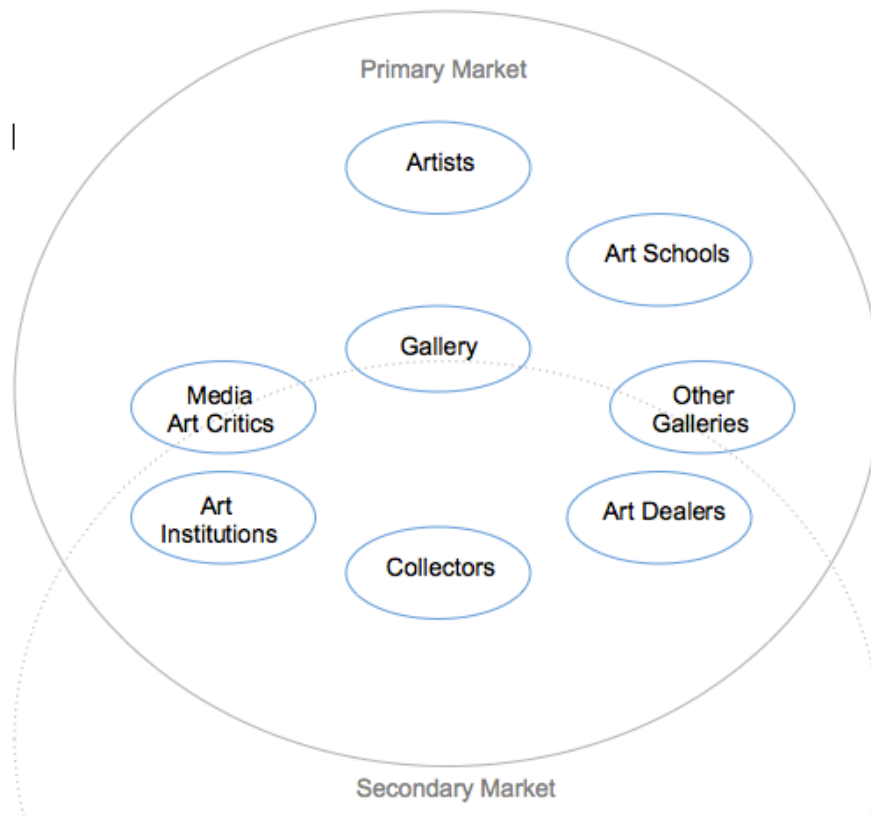 Primary Market
Artists
Art Schools
Gallery
Media
Art Critics
Other
Galleries
Art
Institutions
Art Dealers
Collectors
Secondary Market